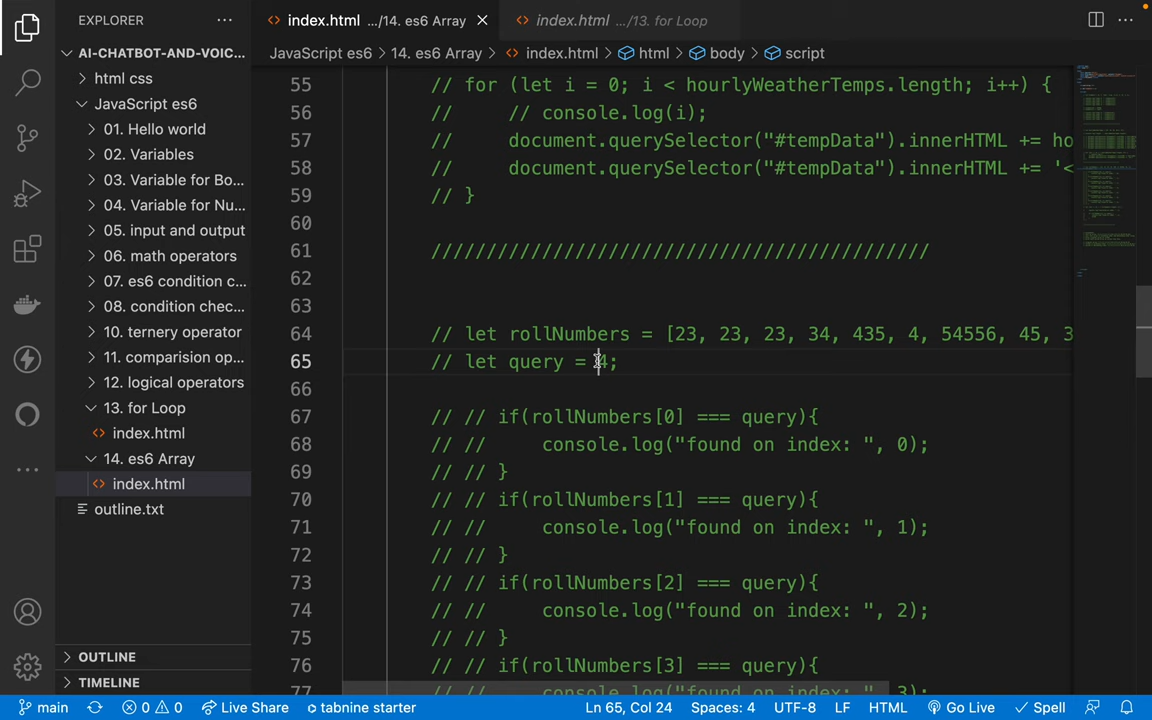 EXPLORER
AI-CHATBOT-AND-VOIC...
html css
JavaScript es6
01. Hello world
02. Variables
03. Variable for Bo...
04. Variable for Nu...
05. input and output
06. math operators
07. es6 condition c...
08. condition chec...
10. ternery operator
11. comparision op...
12. logical operators
13. for Loop
index.html
14. es6 Array
index.html
outline.txt
OUTLINE
TIMELINE
index.html .../14. es6 Array
index.html .../13. for Loop
JavaScript es6 > 14. es6 Array > index.html > html > body > script
55 // for (let i = 0; i < hourlyWeatherTemps.length; i++) {
56 // // console.log(i);
57 // document.querySelector("#tempData").innerHTML += ho
58 // document.querySelector("#tempData").innerHTML += '<
59 // }
60
61 /////////////////////////////////////////////
62
63
64 // let rollNumbers = [23, 23, 23, 34, 435, 4, 54556, 45, 3
65 // let query = 4;
66
67 // // if(rollNumbers[0] === query){
68 // // console.log("found on index: ", 0);
69 // // }
70 // // if(rollNumbers[1] === query){
71 // // console.log("found on index: ", 1);
72 // // }
73 // // if(rollNumbers[2] === query){
74 // // console.log("found on index: ", 2);
75 // // }
76 // // if(rollNumbers[3] === query){
77 // // console.log("found on index: ", 3);
main 0 0 Live Share tabnine starter Ln 65, Col 24 Spaces: 4 UTF-8 LF HTML Go Live Spell